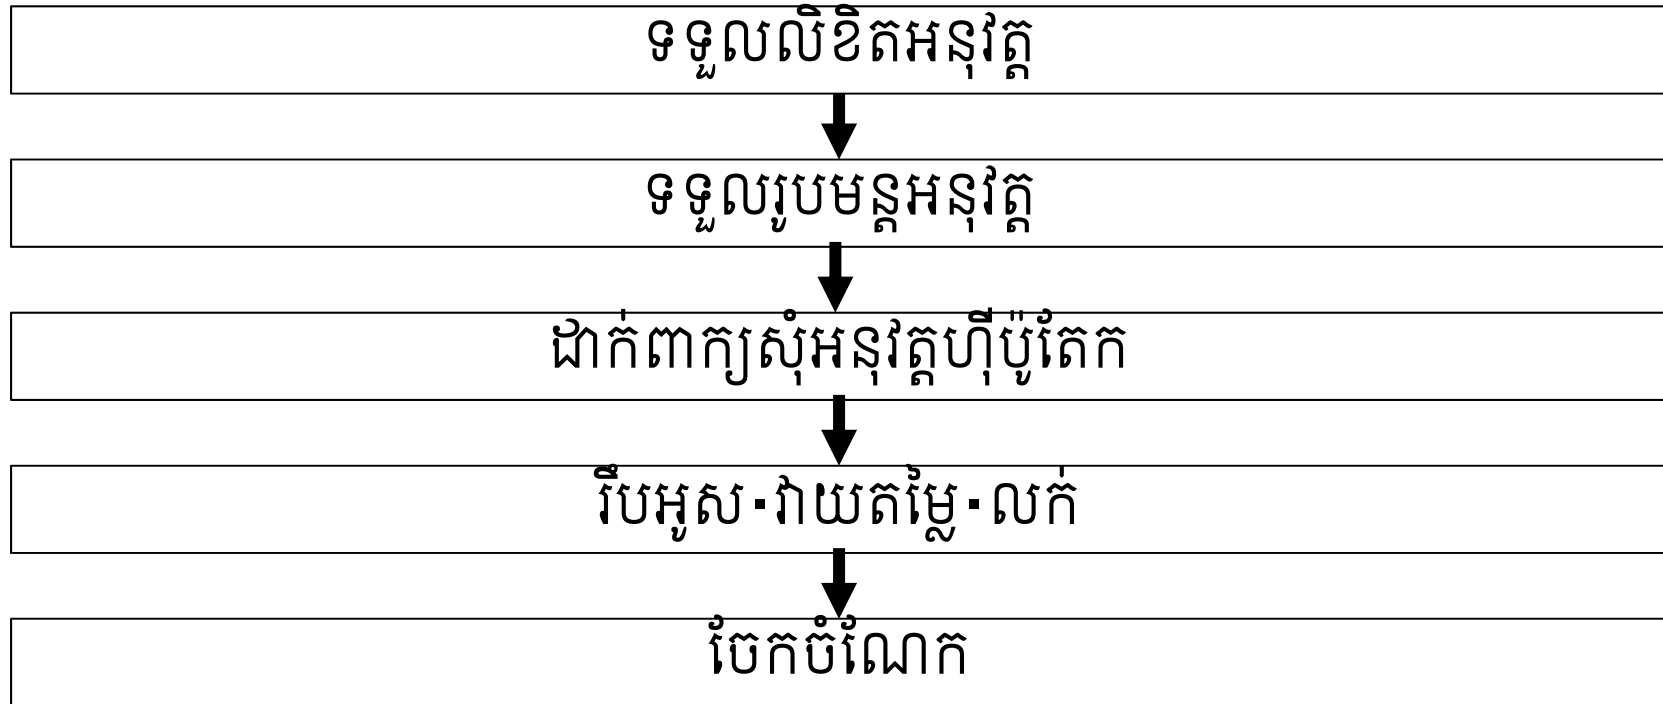 ទទួលលិខិតអនុវត្ត
ទទួលរូបមន្តអនុវត្ត
ដាក់ពាក្យសុំអនុវត្តហ៊ីប៉ូតែក
រឹបអូស·វាយតម្លៃ·លក់
ចែកចំណែក